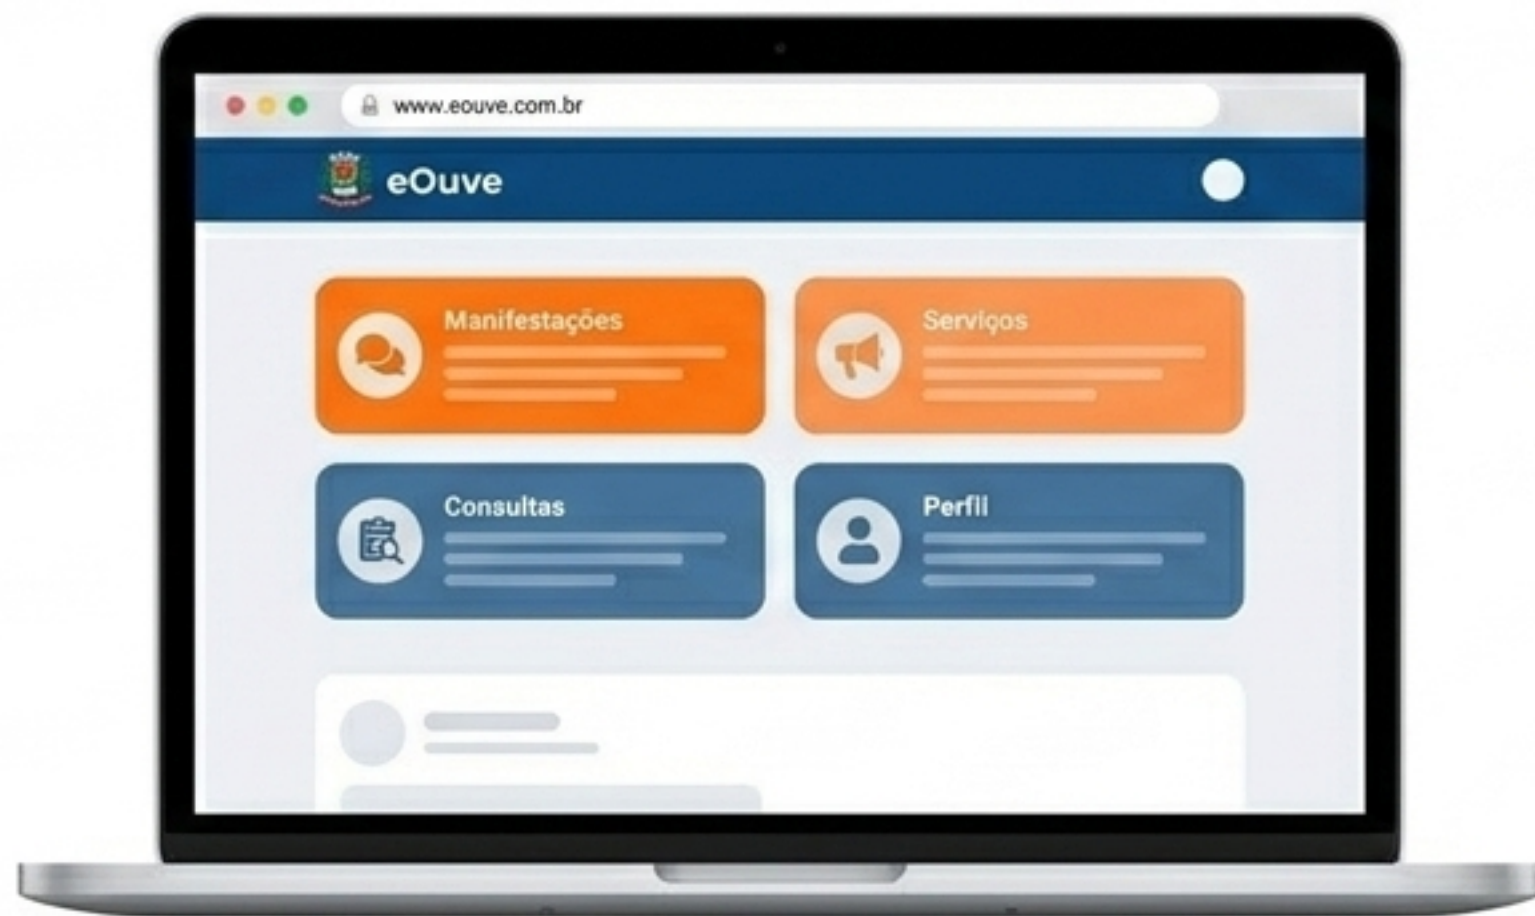 www.eouve.com.br
eOuve
Manifestações
Serviços
Consultas
Perfil